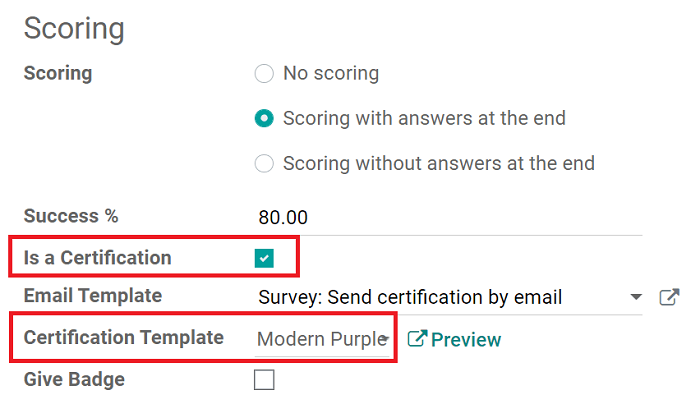 Scoring
Scoring No scoring
Scoring with answers at the end
Scoring without answers at the end
Success % 80.00
Is a Certification
Email Template Survey: Send certification by email
Certification Template Modern Purple Preview
Give Badge